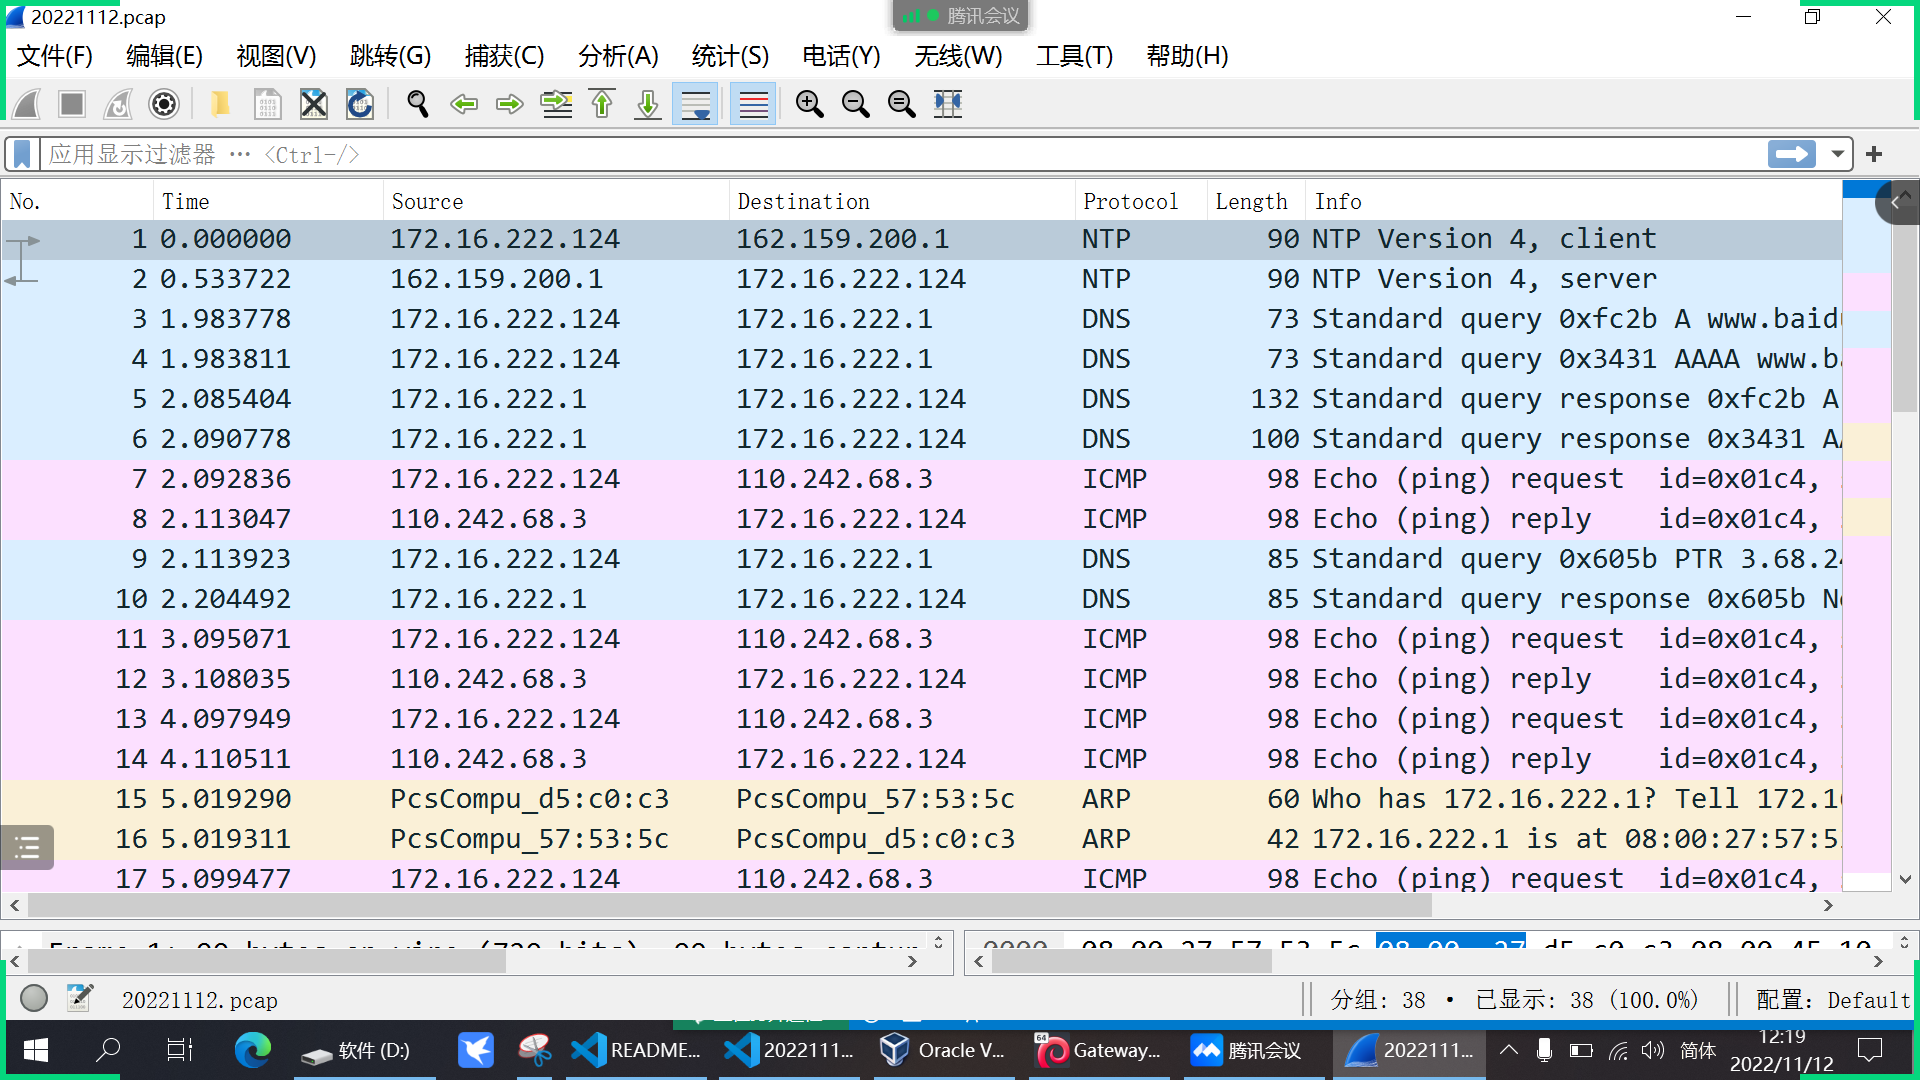 20221112.pcap
腾讯会议
文件(F) 编辑(E) 视图(V) 跳转(G) 捕获(C) 分析(A) 统计(S) 电话(Y) 无线(W) 工具(T) 帮助(H)
应用显示过滤器 … <Ctrl-/>
No. Time Source Destination Protocol Length Info
1 0.000000 172.16.222.124 162.159.200.1 NTP 90 NTP Version 4, client
2 0.533722 162.159.200.1 172.16.222.124 NTP 90 NTP Version 4, server
3 1.983778 172.16.222.124 172.16.222.1 DNS 73 Standard query 0xfc2b A www.baidu
4 1.983811 172.16.222.124 172.16.222.1 DNS 73 Standard query 0x3431 AAAA www.ba
5 2.085404 172.16.222.1 172.16.222.124 DNS 132 Standard query response 0xfc2b A
6 2.090778 172.16.222.1 172.16.222.124 DNS 100 Standard query response 0x3431 AA
7 2.092836 172.16.222.124 110.242.68.3 ICMP 98 Echo (ping) request id=0x01c4,
8 2.113047 110.242.68.3 172.16.222.124 ICMP 98 Echo (ping) reply id=0x01c4,
9 2.113923 172.16.222.124 172.16.222.1 DNS 85 Standard query 0x605b PTR 3.68.24
10 2.204492 172.16.222.1 172.16.222.124 DNS 85 Standard query response 0x605b No
11 3.095071 172.16.222.124 110.242.68.3 ICMP 98 Echo (ping) request id=0x01c4,
12 3.108035 110.242.68.3 172.16.222.124 ICMP 98 Echo (ping) reply id=0x01c4,
13 4.097949 172.16.222.124 110.242.68.3 ICMP 98 Echo (ping) request id=0x01c4,
14 4.110511 110.242.68.3 172.16.222.124 ICMP 98 Echo (ping) reply id=0x01c4,
15 5.019290 PcsCompu_d5:c0:c3 PcsCompu_57:53:5c ARP 60 Who has 172.16.222.1? Tell 172.16
16 5.019311 PcsCompu_57:53:5c PcsCompu_d5:c0:c3 ARP 42 172.16.222.1 is at 08:00:27:57:5
17 5.099477 172.16.222.124 110.242.68.3 ICMP 98 Echo (ping) request id=0x01c4,
Frame 1: 90 bytes on wire (720 bits), 90 bytes captur
0000 08 00 27 57 53 5c 08 00 27 d5 c0 c3 08 00 45 10
20221112.pcap
分组: 38 · 已显示: 38 (100.0%)
配置: Default
软件 (D:)
README...
2022111...
Oracle V...
64
Gateway...
腾讯会议
2022111...
简体
12:19
2022/11/12